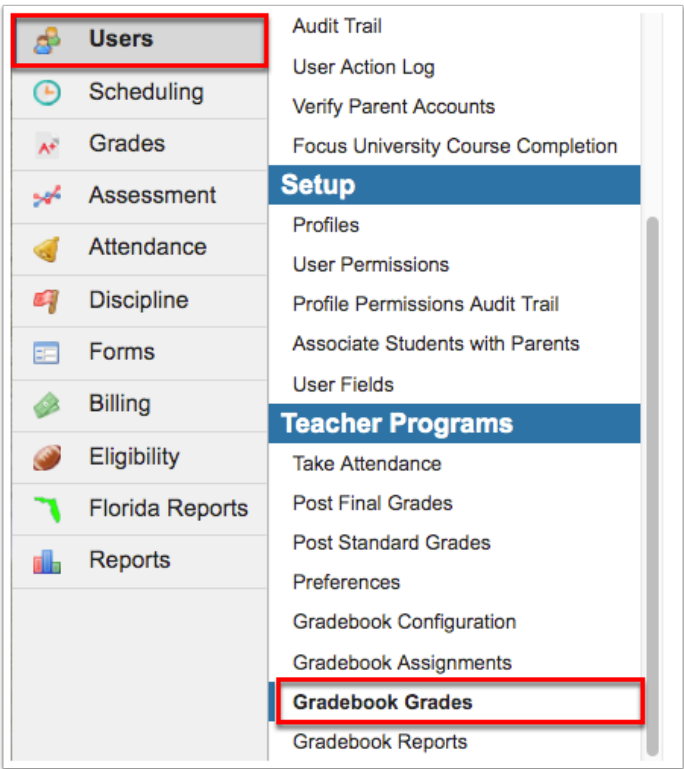 Users
Scheduling
Grades
Assessment
Attendance
Discipline
Forms
Billing
Eligibility
Florida Reports
Reports
Audit Trail
User Action Log
Verify Parent Accounts
Focus University Course Completion
Setup
Profiles
User Permissions
Profile Permissions Audit Trail
Associate Students with Parents
User Fields
Teacher Programs
Take Attendance
Post Final Grades
Post Standard Grades
Preferences
Gradebook Configuration
Gradebook Assignments
Gradebook Grades
Gradebook Reports